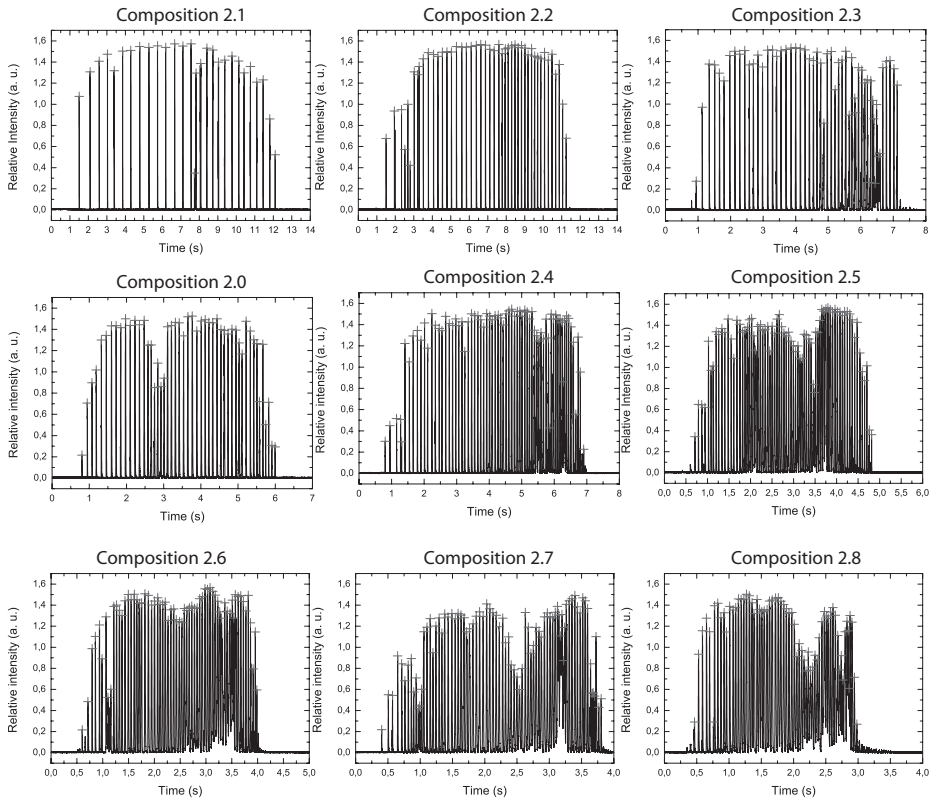 Composition 2.1
Composition 2.2
Composition 2.3
Relative Intensity (a. u.)
1,6
1,4
1,2
1,0
0,8
0,6
0,4
0,2
0,0
0 1 2 3 4 5 6 7 8 9 10 11 12 13 14
Time (s)
Relative Intensity (a. u.)
1,6
1,4
1,2
1,0
0,8
0,6
0,4
0,2
0,0
0 1 2 3 4 5 6 7 8 9 10 11 12 13 14
Time (s)
Relative Intensity (a. u.)
1,6
1,4
1,2
1,0
0,8
0,6
0,4
0,2
0,0
0 1 2 3 4 5 6 7 8
Time (s)
Composition 2.0
Composition 2.4
Composition 2.5
Relative intensity (a. u.)
1,6
1,4
1,2
1,0
0,8
0,6
0,4
0,2
0,0
0 1 2 3 4 5 6 7
Time (s)
Relative intensity (a. u.)
1,6
1,4
1,2
1,0
0,8
0,6
0,4
0,2
0,0
0 1 2 3 4 5 6 7 8
Time (s)
Relative Intensity (a. u.)
1,6
1,4
1,2
1,0
0,8
0,6
0,4
0,2
0,0
0,0 0,5 1,0 1,5 2,0 2,5 3,0 3,5 4,0 4,5 5,0 5,5 6,0
Time (s)
Composition 2.6
Composition 2.7
Composition 2.8
Relative intensity (a. u.)
1,6
1,4
1,2
1,0
0,8
0,6
0,4
0,2
0,0
0,0 0,5 1,0 1,5 2,0 2,5 3,0 3,5 4,0 4,5 5,0
Time (s)
Relative intensity (a. u.)
1,6
1,4
1,2
1,0
0,8
0,6
0,4
0,2
0,0
0,0 0,5 1,0 1,5 2,0 2,5 3,0 3,5 4,0
Time (s)
Relative intensity (a. u.)
1,6
1,4
1,2
1,0
0,8
0,6
0,4
0,2
0,0
0,0 0,5 1,0 1,5 2,0 2,5 3,0 3,5 4,0
Time (s)